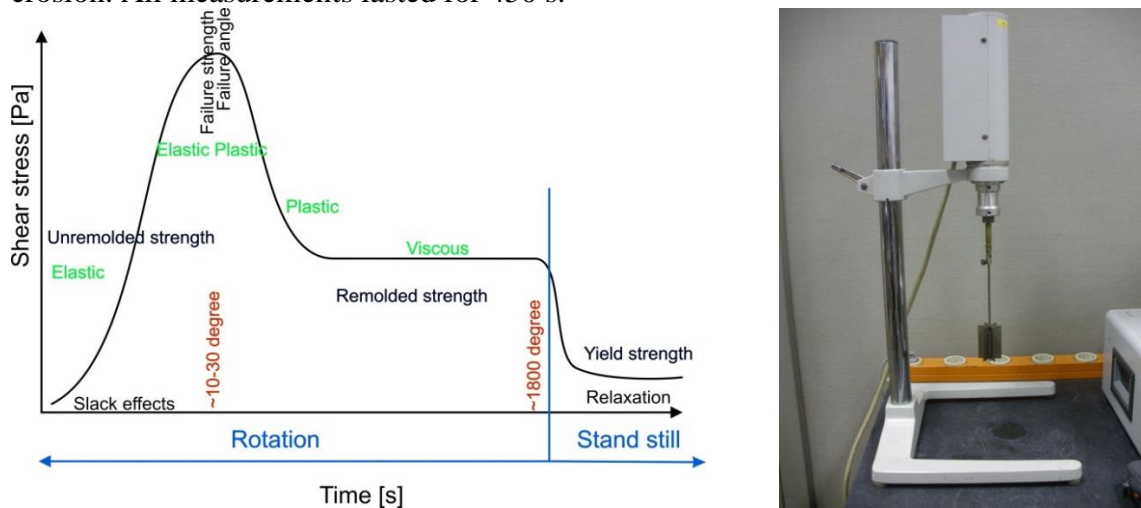 erosion. All measurements lasted for 450 s.
Shear stress [Pa]
Failure strength
Failure angle
Elastic Plastic
Plastic
Unremolded strength
Elastic
Viscous
Remolded strength
~10-30 degree
~1800 degree
Yield strength
Slack effects
Relaxation
Rotation
Stand still
Time [s]